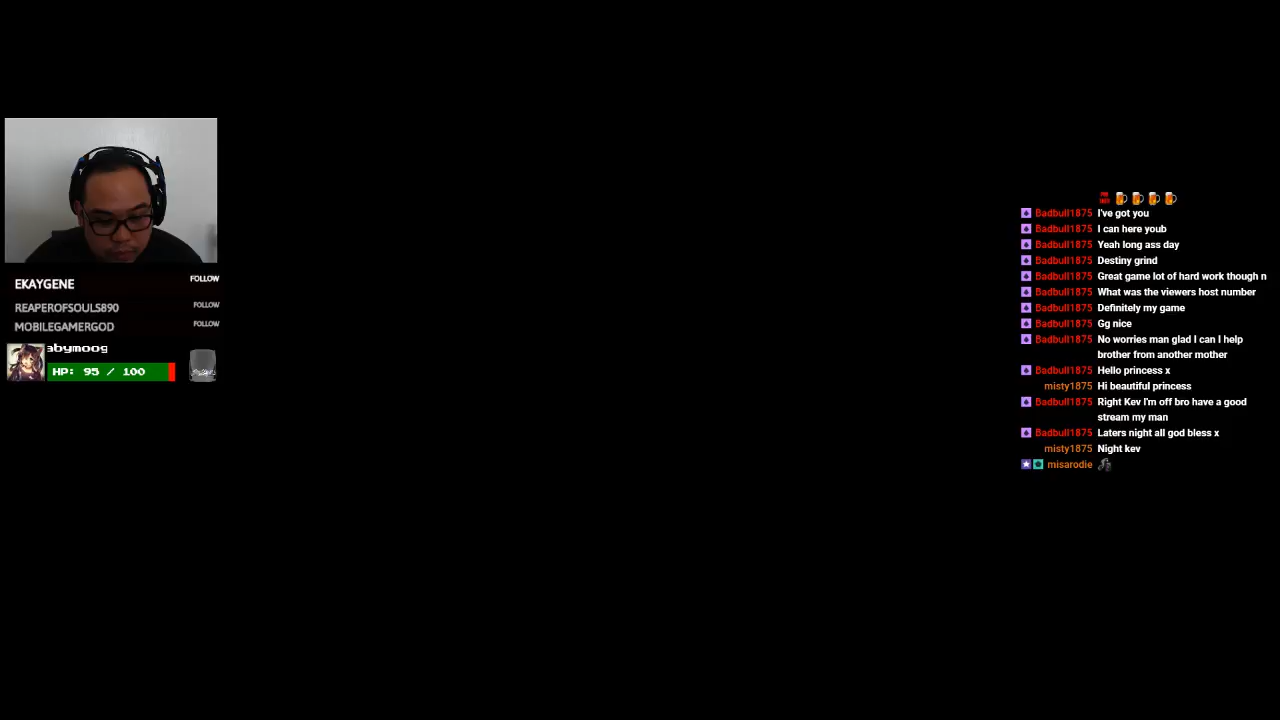 EKAYGENE FOLLOW
REAPEROFSOULS890 FOLLOW
MOBILEGAMERGOD FOLLOW
abymoog
HP: 95 / 100
Badbull1875 I've got you
Badbull1875 I can here youb
Badbull1875 Yeah long ass day
Badbull1875 Destiny grind
Badbull1875 Great game lot of hard work though n
Badbull1875 What was the viewers host number
Badbull1875 Definitely my game
Badbull1875 Gg nice
Badbull1875 No worries man glad I can I help
brother from another mother
Badbull1875 Hello princess x
misty1875 Hi beautiful princess
Badbull1875 Right Kev I'm off bro have a good
stream my man
Badbull1875 Laters night all god bless x
misty1875 Night kev
misarodie